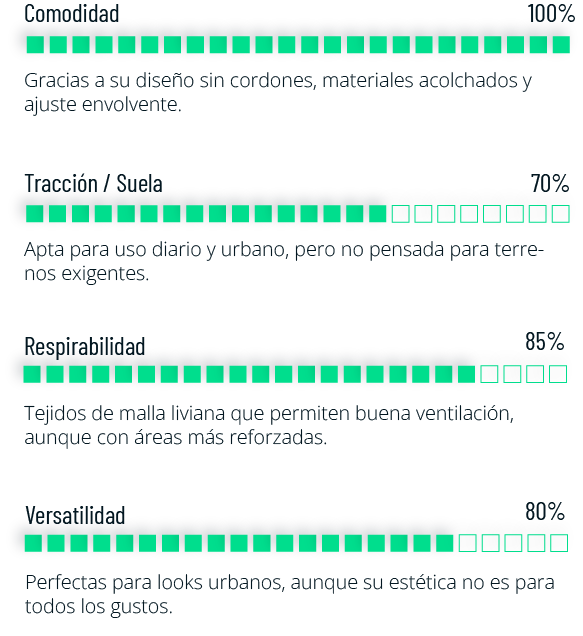 Comodidad 100%
Gracias a su diseño sin cordones, materiales acolchados y
ajuste envolvente.
Tracción / Suela 70%
Apta para uso diario y urbano, pero no pensada para terre-
nos exigentes.
Respirabilidad 85%
Tejidos de malla liviana que permiten buena ventilación,
aunque con áreas más reforzadas.
Versatilidad 80%
Perfectas para looks urbanos, aunque su estética no es para
todos los gustos.